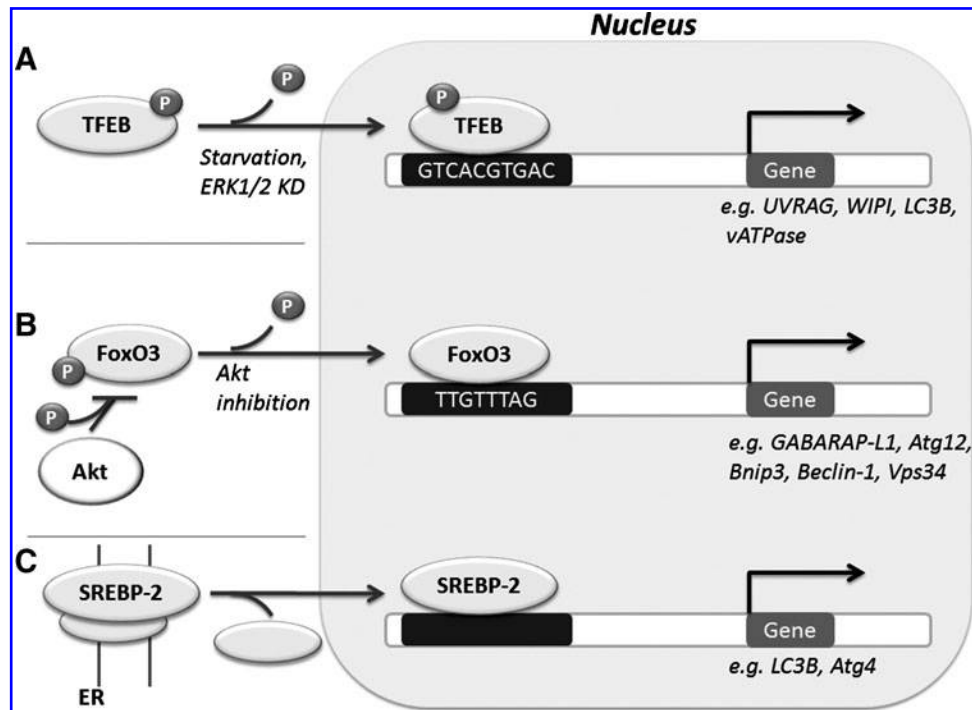 Nucleus
A
P
P
TFEB
Starvation,
ERK1/2 KD
P
TFEB
GTCACGTGAC
Gene
e.g. UVRAG, WIPI, LC3B,
vATPase
B
P
FoxO3
P
P
Akt
Akt
inhibition
FoxO3
TTGTTTAG
Gene
e.g. GABARAP-L1, Atg12,
Bnip3, Beclin-1, Vps34
C
SREBP-2
ER
SREBP-2
Gene
e.g. LC3B, Atg4